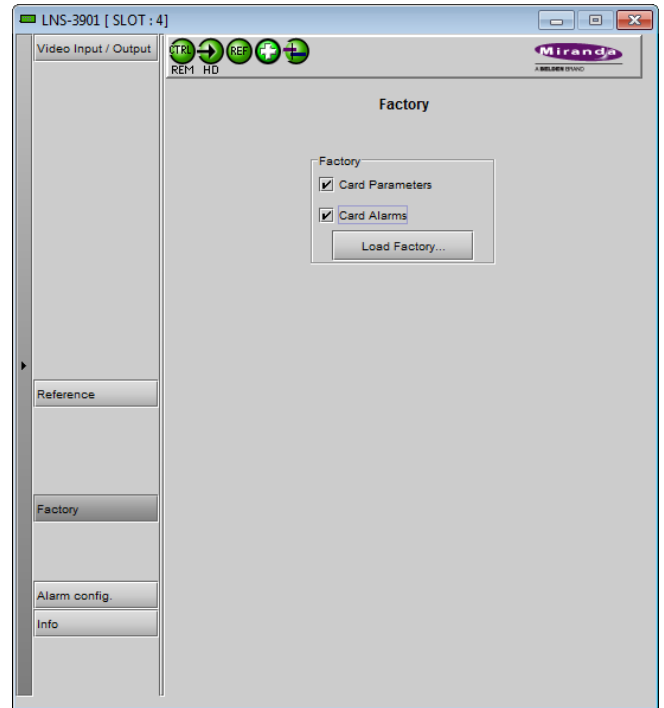 LNS-3901 [ SLOT : 4]
Video Input / Output
CTRL
REF
REM HD
Miranda
A BELDEN BRAND
Factory
Factory
Card Parameters
Card Alarms
Load Factory...
Reference
Factory
Alarm config.
Info